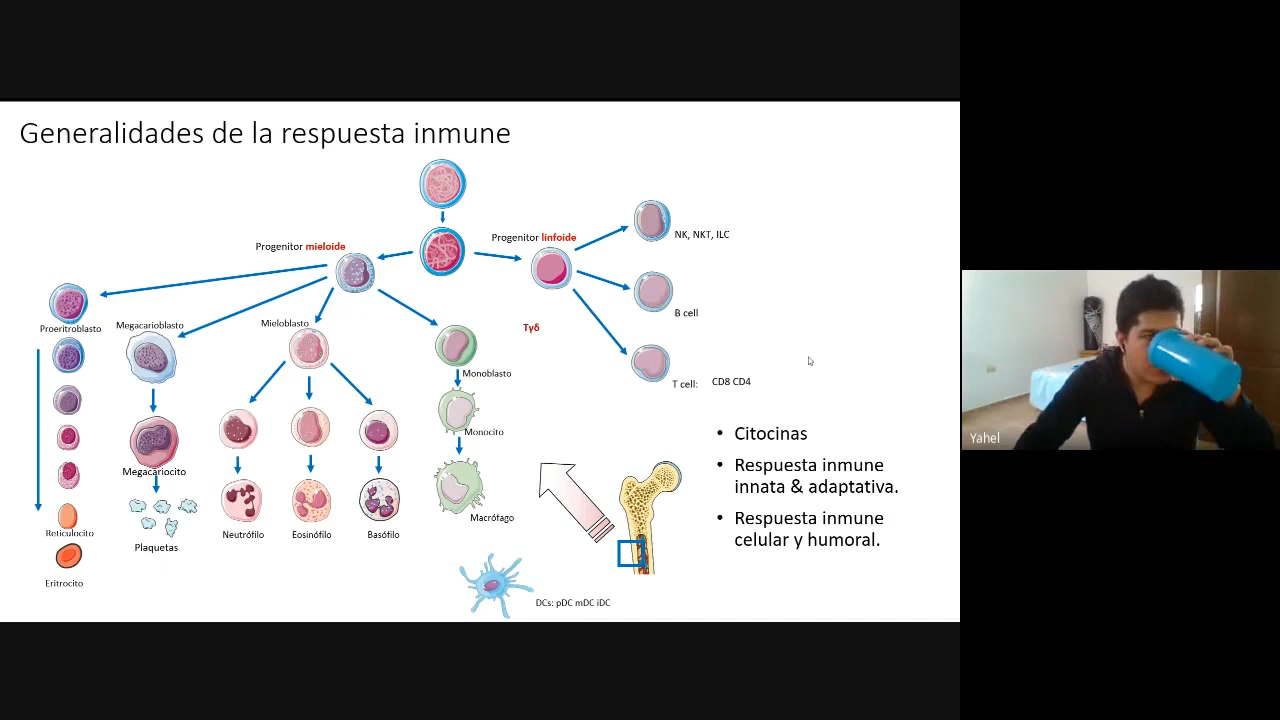 Generalidades de la respuesta inmune
Progenitor mieloide
Progenitor linfoide
NK, NKT, ILC
B cell
T cell:
CD8 CD4
Tyδ
Proeritroblasto
Megacarioblasto
Mieloblasto
Monoblasto
Monocito
Macrófago
Megacariocito
Plaquetas
Neutrófilo
Eosinófilo
Basófilo
Reticulocito
Eritrocito
DCs: pDC mDC iDC
• Citocinas
• Respuesta inmune
innata & adaptativa.
• Respuesta inmune
celular y humoral.
Yahel